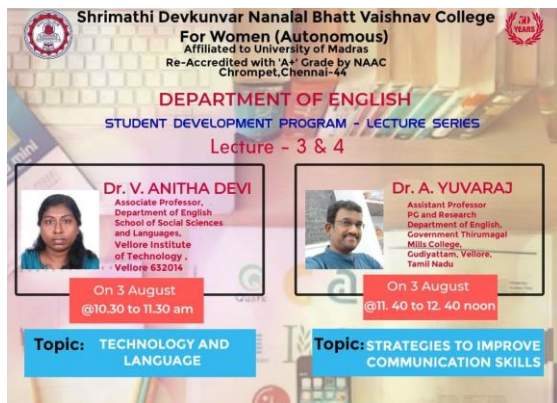 Shrimathi Devkunvar Nanalal Bhatt Vaishnav College
For Women (Autonomous)
Affiliated to University of Madras
Re-Accredited with 'A+' Grade by NAAC
Chrompet,Chennai-44
50
YEARS
DEPARTMENT OF ENGLISH
STUDENT DEVELOPMENT PROGRAM - LECTURE SERIES
Lecture - 3 & 4
Dr. V. ANITHA DEVI
Associate Professor,
Department of English
School of Social Sciences
and Languages,
Vellore Institute
of Technology ,
Vellore 632014
On 3 August
@10.30 to 11.30 am
Topic: TECHNOLOGY AND
LANGUAGE
Dr. A. YUVARAJ
Assistant Professor
PG and Research
Department of English,
Government Thirumagal
Mills College,
Gudiyattam, Vellore,
Tamil Nadu
On 3 August
@11. 40 to 12. 40 noon
Topic: STRATEGIES TO IMPROVE
COMMUNICATION SKILLS
mini
Quark